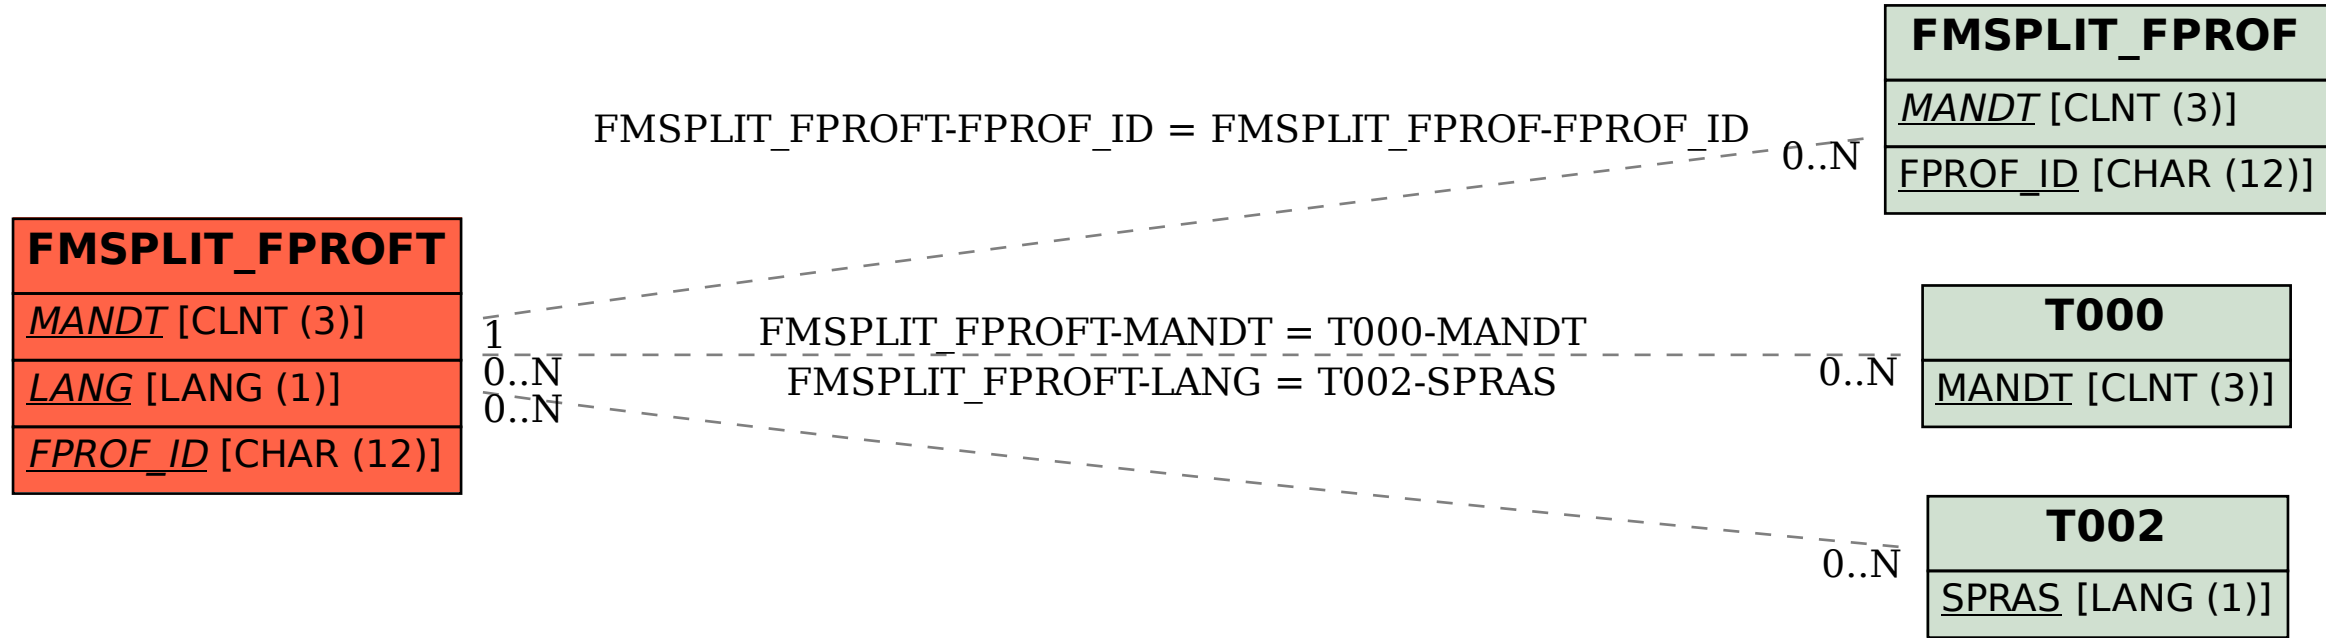 FMSPLIT_FPROF
MANDT [CLNT (3)]
FPROF_ID [CHAR (12)]
FMSPLIT_FPROFT-FPROF_ID = FMSPLIT_FPROF-FPROF_ID
0..N
FMSPLIT_FPROFT
MANDT [CLNT (3)]
LANG [LANG (1)]
FPROF_ID [CHAR (12)]
1
0..N
0..N
FMSPLIT_FPROFT-MANDT = T000-MANDT
FMSPLIT_FPROFT-LANG = T002-SPRAS
0..N
T000
MANDT [CLNT (3)]
0..N
T002
SPRAS [LANG (1)]